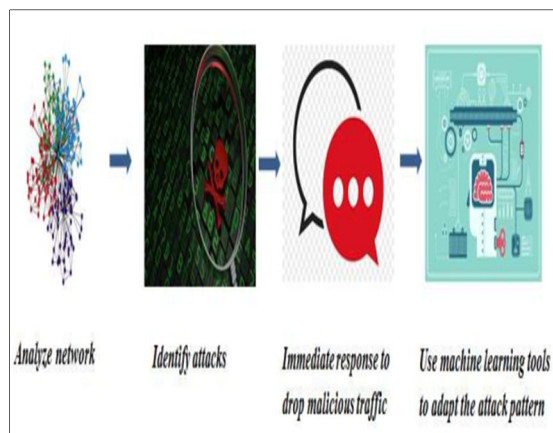 Analyze network
Identify attacks
Immediate response to
drop malicious traffic
Use machine learning tools
to adapt the attack pattern